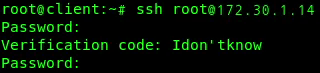 root@client:~# ssh root@172.30.1.14
Password:
Verification code: Idon'tknow
Password: